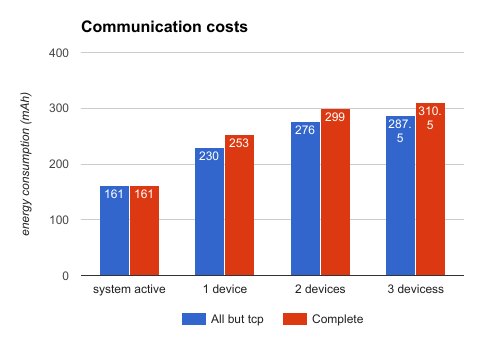 Communication costs
400
300
200
100
0
energy consumption (mAh)
161
161
230
253
276
299
287.
5
310.
5
system active
1 device
2 devices
3 devicess
All but tcp
Complete